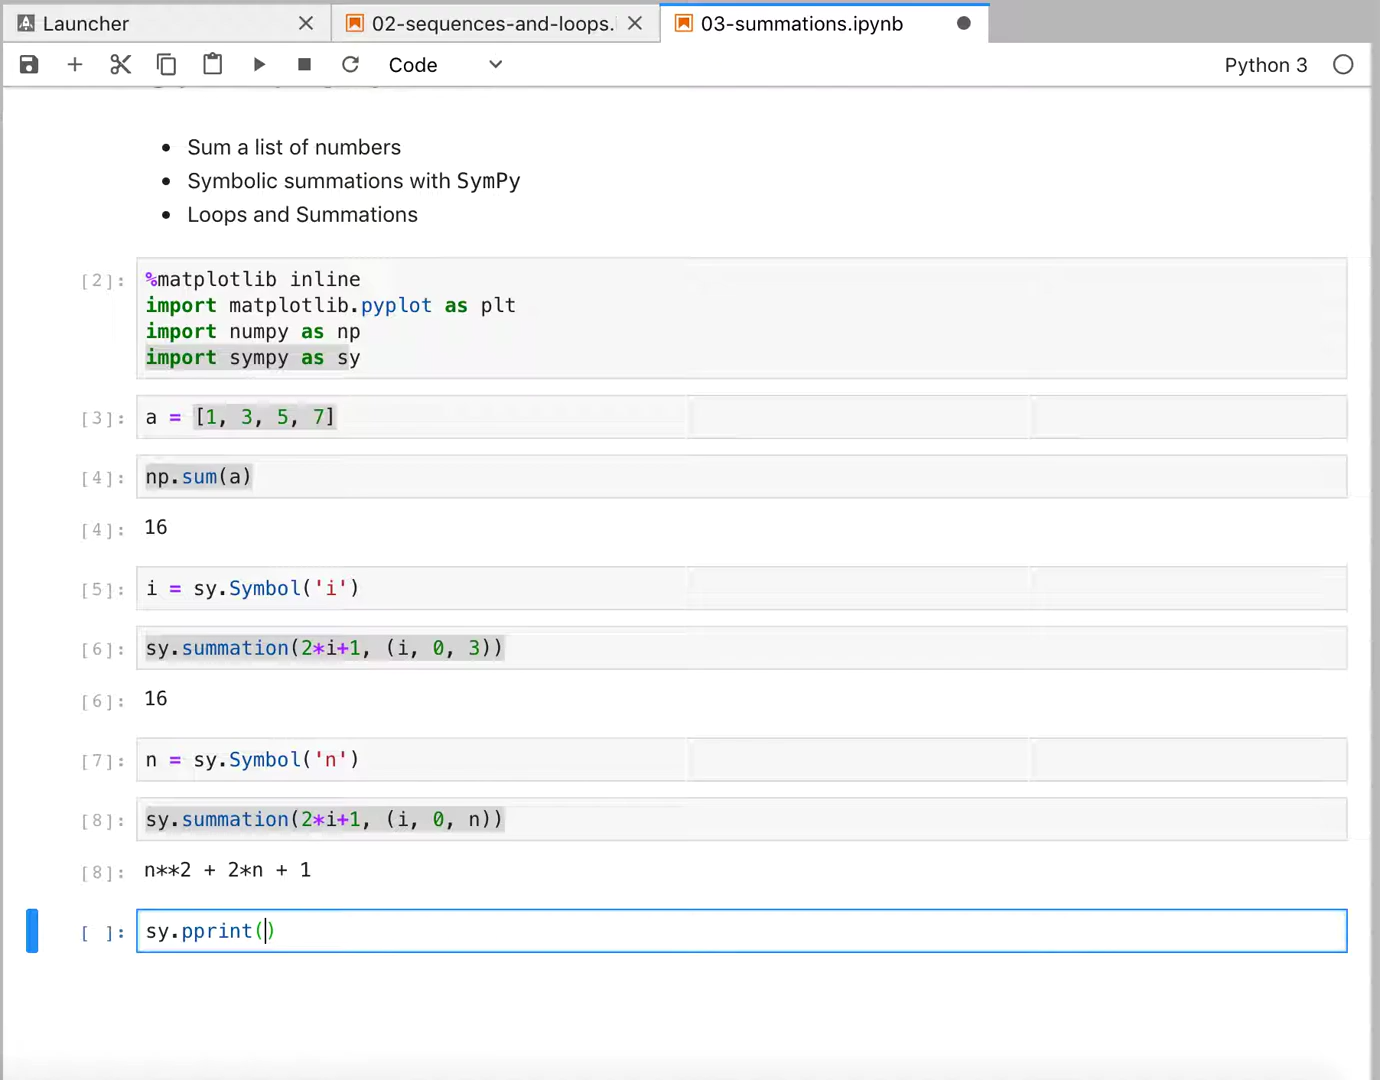 Launcher
02-sequences-and-loops.
03-summations.ipynb
Code
Python 3
• Sum a list of numbers
• Symbolic summations with SymPy
• Loops and Summations
[2]: %matplotlib inline
import matplotlib.pyplot as plt
import numpy as np
import sympy as sy
[3]: a = [1, 3, 5, 7]
[4]: np.sum(a)
[4]: 16
[5]: i = sy.Symbol('i')
[6]: sy.summation(2*i+1, (i, 0, 3))
[6]: 16
[7]: n = sy.Symbol('n')
[8]: sy.summation(2*i+1, (i, 0, n))
[8]: n**2 + 2*n + 1
[ ]: sy.pprint()